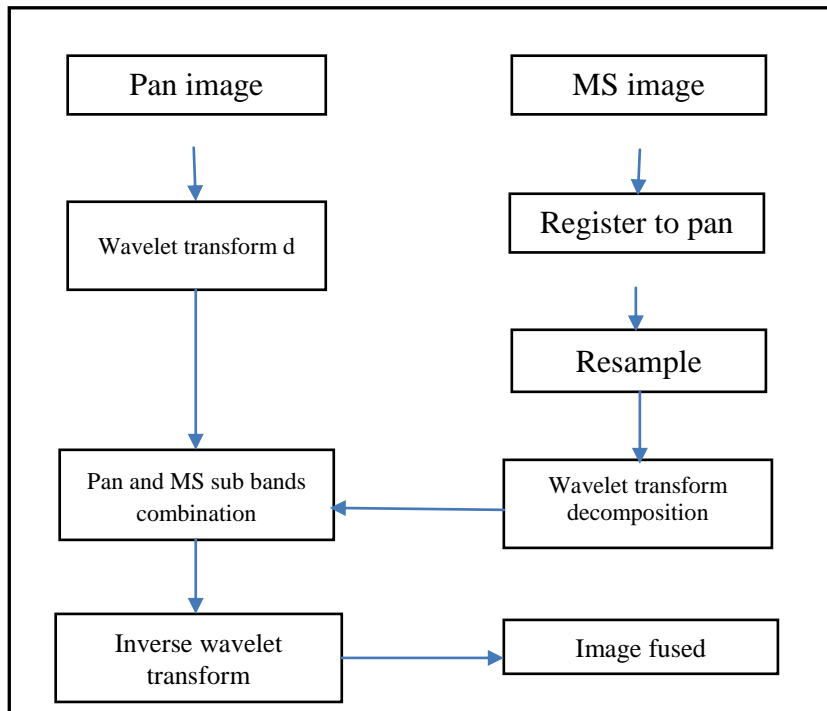 Pan image
MS image
Wavelet transform d
Register to pan
Resample
Pan and MS sub bands
combination
Wavelet transform
decomposition
Inverse wavelet
transform
Image fused